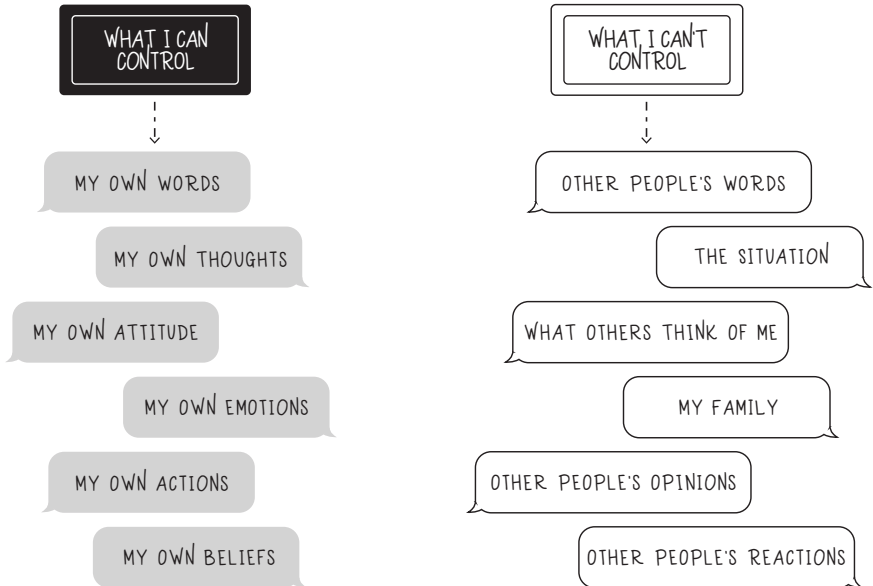 WHAT I CAN
CONTROL
MY OWN WORDS
MY OWN THOUGHTS
MY OWN ATTITUDE
MY OWN EMOTIONS
MY OWN ACTIONS
MY OWN BELIEFS
WHAT I CAN'T
CONTROL
OTHER PEOPLE'S WORDS
THE SITUATION
WHAT OTHERS THINK OF ME
MY FAMILY
OTHER PEOPLE'S OPINIONS
OTHER PEOPLE'S REACTIONS